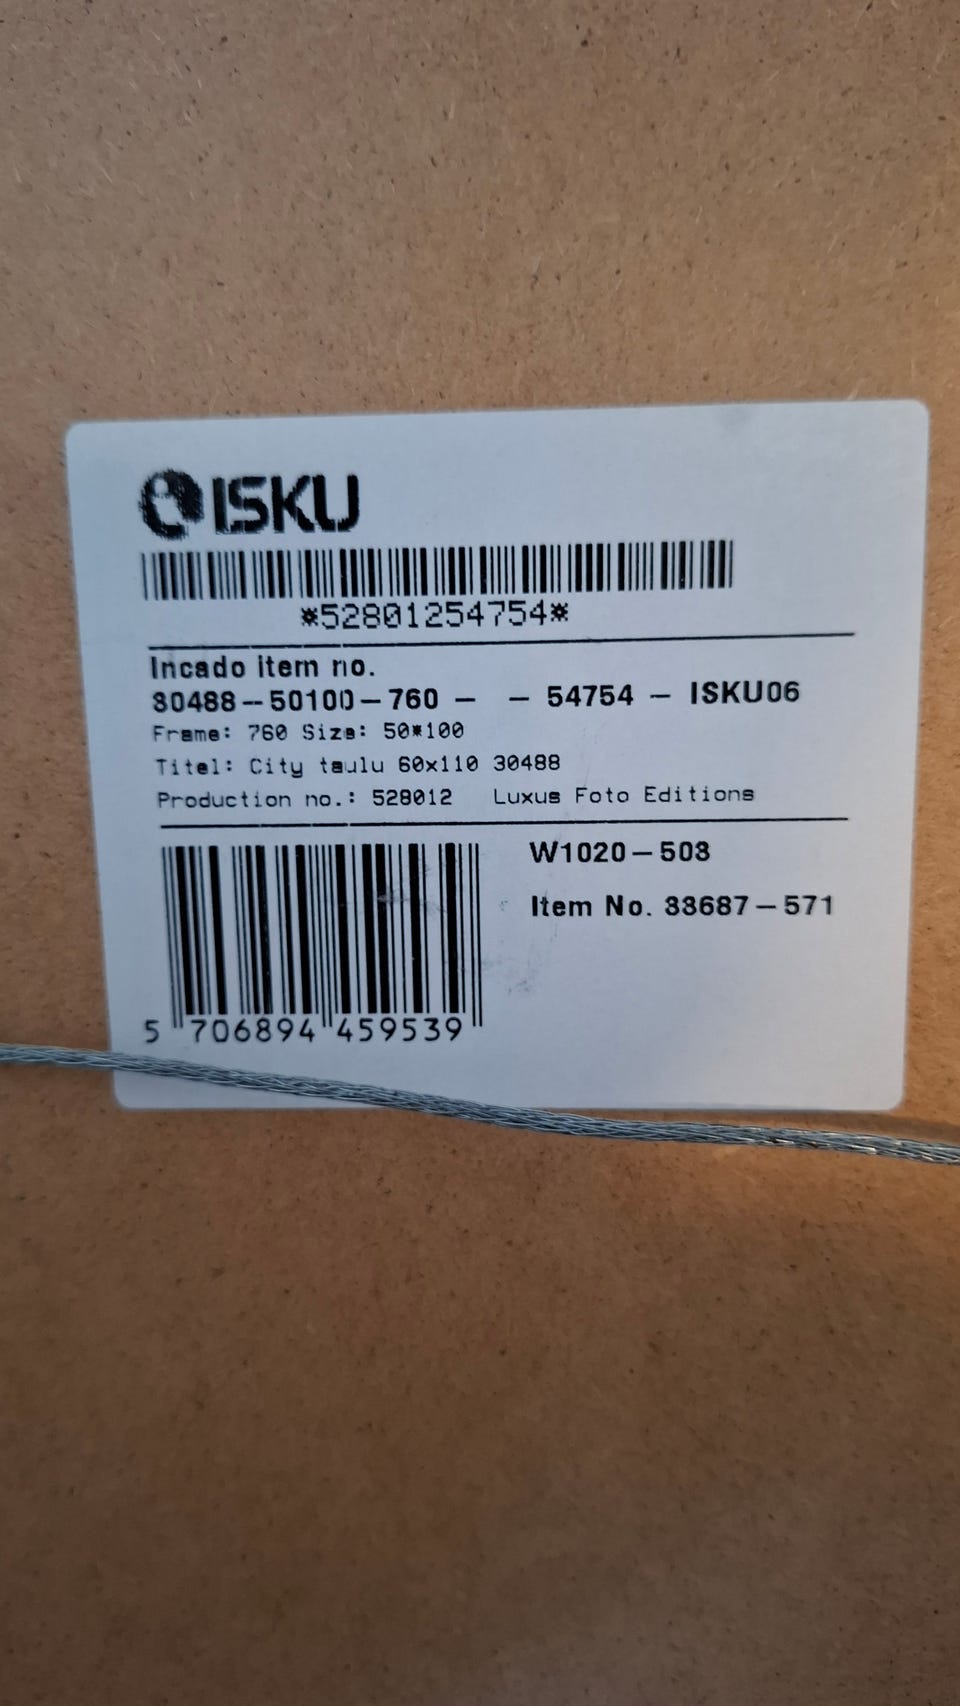 ISKU
*52801254754*
Incado item no.
30488-50100-760 - - 54754 - ISKU06
Frame: 760 Size: 50*100
Titel: City taulu 60x110 30488
Production no.: 528012 Luxus Foto Editions
W1020-503
Item No. 33687-571
5 706894 459539